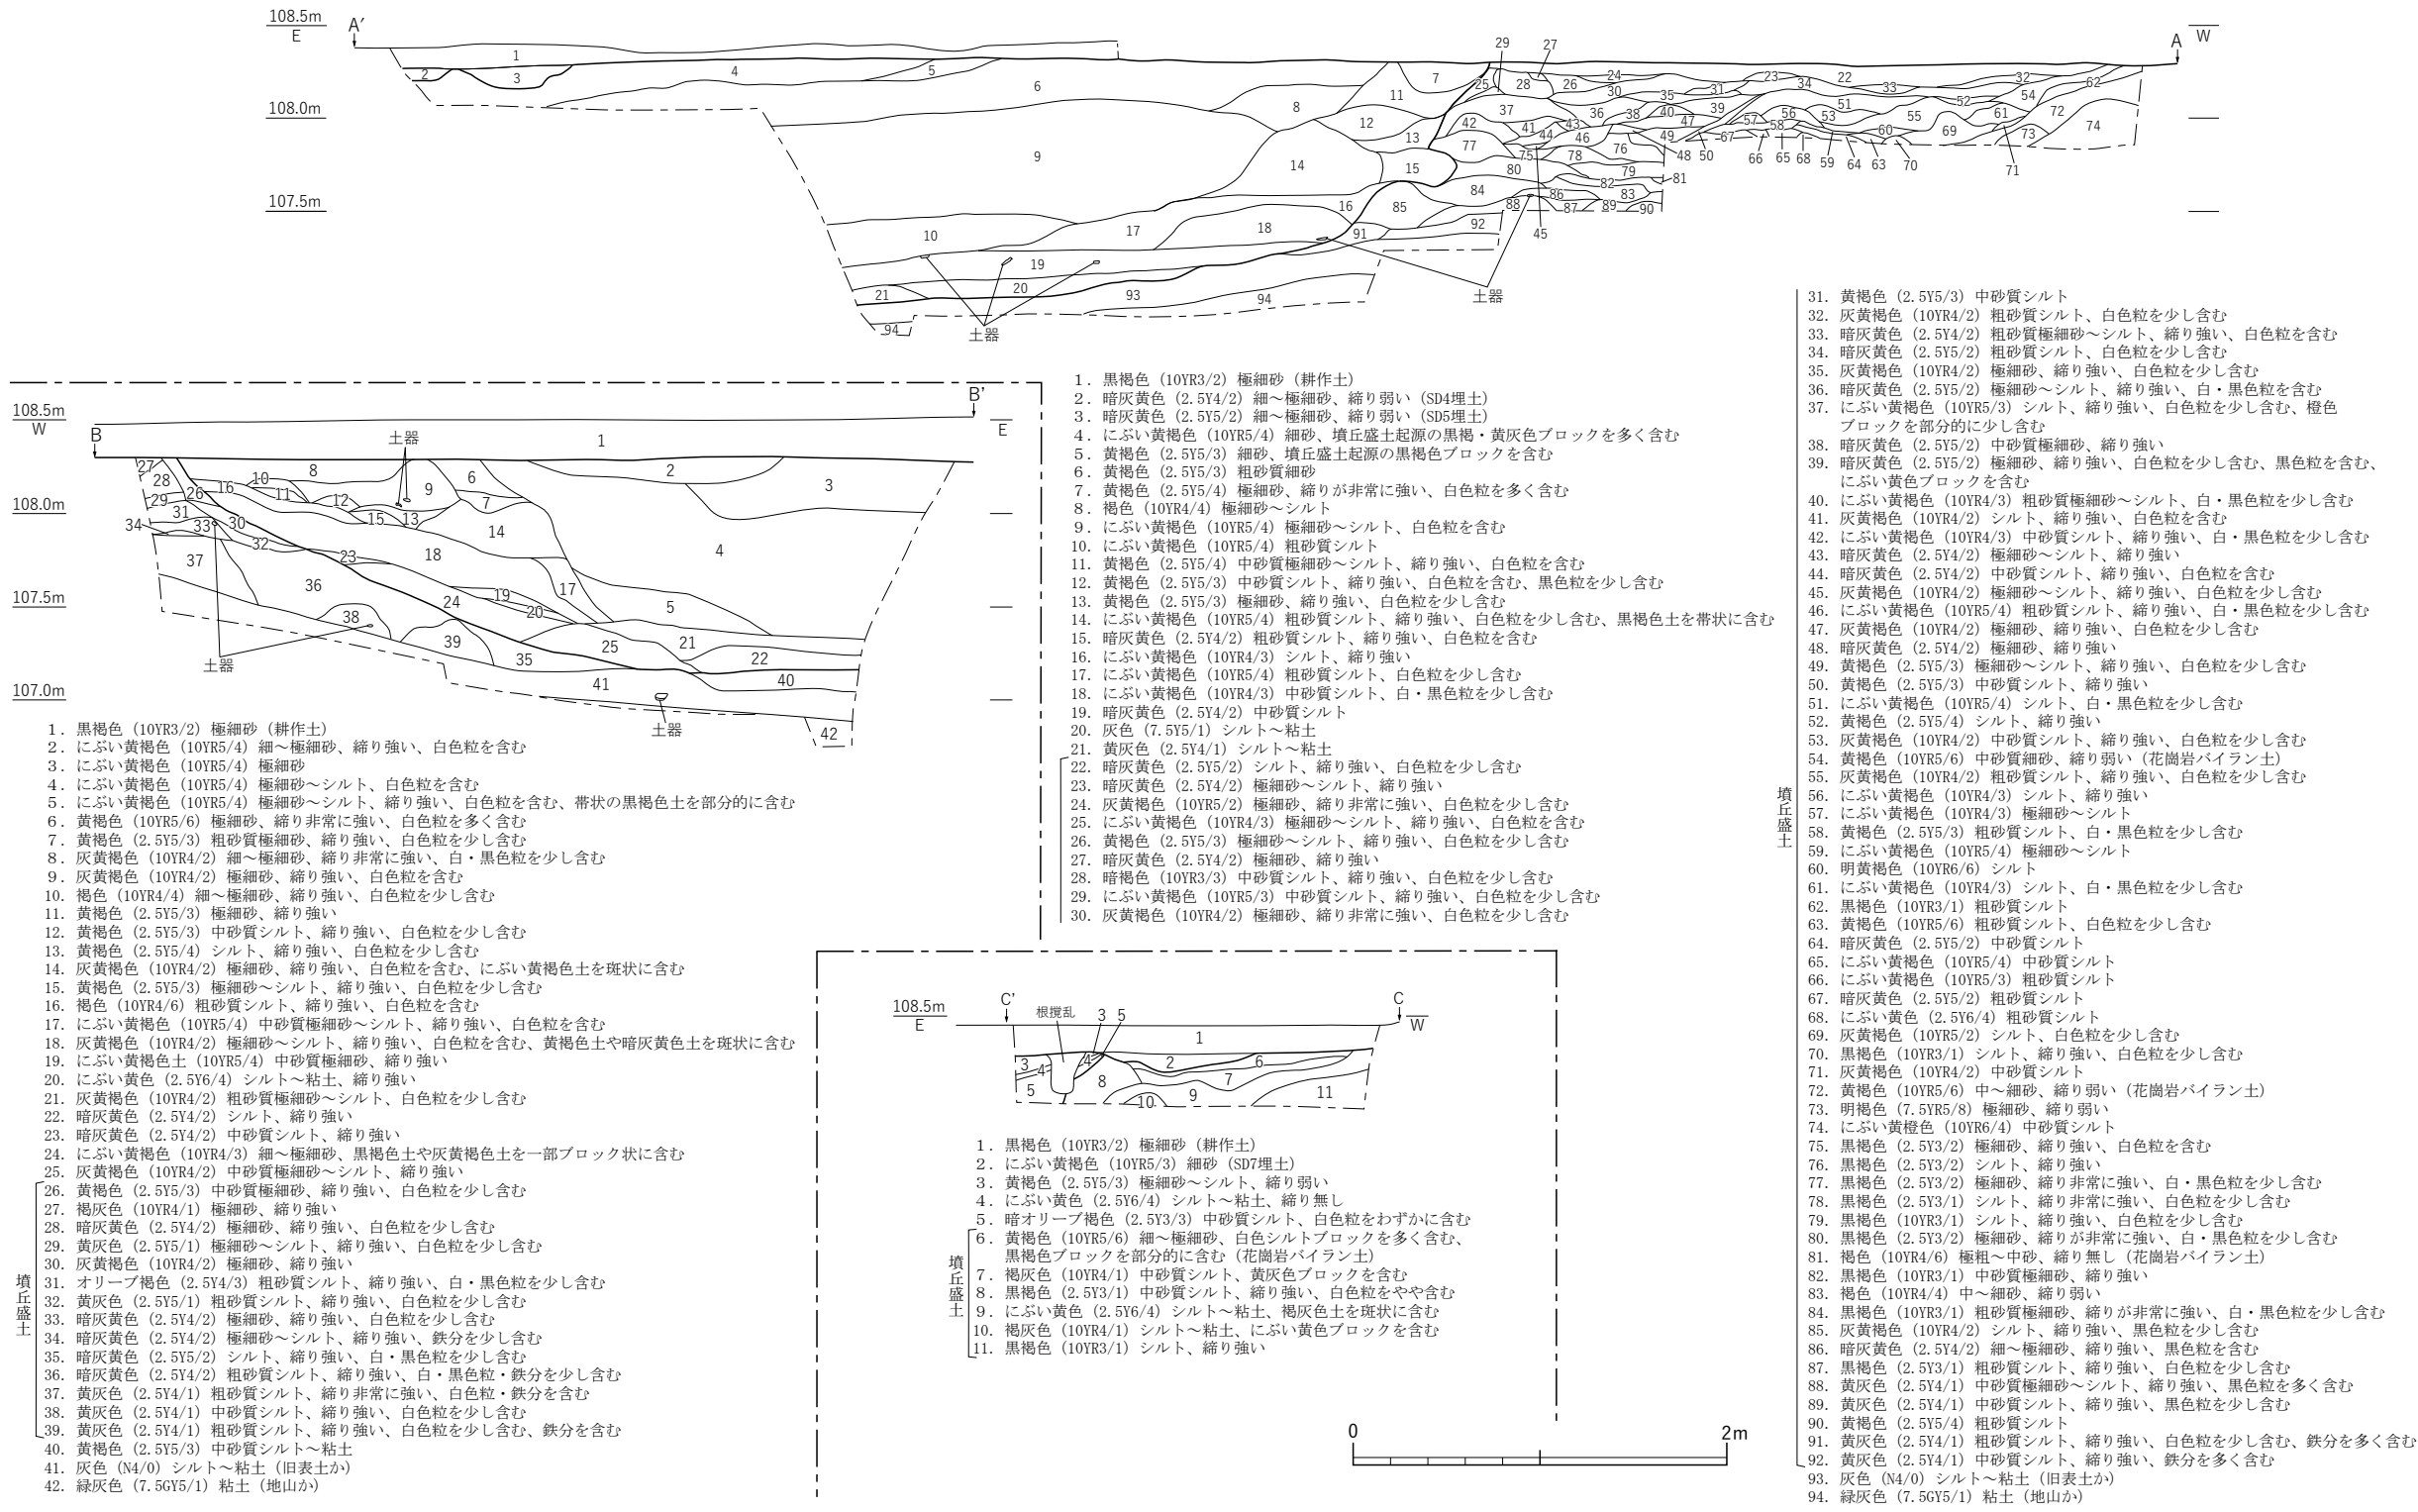 108.5m
E
A′
A
W
108.0m
107.5m
1
2
3
4
5
6
7
8
9
10
11
12
13
14
15
16
17
18
19
20
21
22
23
24
25
26
27
28
29
30
31
32
33
34
35
36
37
38
39
40
41
42
43
44
45
46
47
48
49
50
51
52
53
54
55
56
57
58
59
60
61
62
63
64
65
66
67
68
69
70
71
72
73
74
75
76
77
78
79
80
81
82
83
84
85
86
87
88
89
90
91
92
93
94
94
土器
土器
108.5m
W
B
B'
E
108.0m
107.5m
107.0m
土器
土器
土器
1
2
3
4
5
6
7
8
9
10
11
12
13
14
15
16
17
18
19
20
21
22
23
24
25
26
27
28
29
30
31
32
33
34
35
36
37
38
39
40
41
42
1. 黒褐色(10YR3/2)極細砂(耕作土)
2. にぶい黄褐色(10YR5/4)細～極細砂、締り強い、白色粒を含む
3. にぶい黄褐色(10YR5/4)極細砂
4. にぶい黄褐色(10YR5/4)極細砂～シルト、白色粒を含む
5. にぶい黄褐色(10YR5/4)極細砂～シルト、締り強い、白色粒を含む、帯状の黒褐色土を部分的に含む
6. 黄褐色(10YR5/6)極細砂、締り非常に強い、白色粒を多く含む
7. 黄褐色(2.5Y5/3)粗砂質極細砂、締り強い、白色粒を少し含む
8. 灰黄褐色(10YR4/2)細～極細砂、締り非常に強い、白・黒色粒を少し含む
9. 灰黄褐色(10YR4/2)極細砂、締り強い、白色粒を含む
10. 褐色(10YR4/4)細～極細砂、締り強い、白色粒を少し含む
11. 黄褐色(2.5Y5/3)極細砂、締り強い
12. 黄褐色(2.5Y5/3)中砂質シルト、締り強い、白色粒を少し含む
13. 黄褐色(2.5Y5/4)シルト、締り強い、白色粒を少し含む
14. 灰黄褐色(10YR4/2)極細砂、締り強い、白色粒を含む、にぶい黄褐色土を斑状に含む
15. 黄褐色(2.5Y5/3)極細砂～シルト、締り強い、白色粒を少し含む
16. 褐色(10YR4/6)粗砂質シルト、締り強い、白色粒を含む
17. にぶい黄褐色(10YR5/4)中砂質極細砂～シルト、締り強い、白色粒を含む
18. 灰黄褐色(10YR4/2)極細砂～シルト、締り強い、白色粒を含む、黄褐色土や暗灰黄色土を斑状に含む
19. にぶい黄褐色土(10YR5/4)中砂質極細砂、締り強い
20. にぶい黄色(2.5Y6/4)シルト～粘土、締り強い
21. 灰黄褐色(10YR4/2)粗砂質極細砂～シルト、白色粒を少し含む
22. 暗灰黄色(2.5Y4/2)シルト、締り強い
23. 暗灰黄色(2.5Y4/2)中砂質シルト、締り強い
24. にぶい黄褐色(10YR4/3)細～極細砂、黒褐色土や灰黄褐色土を一部ブロック状に含む
25. 灰黄褐色(10YR4/2)中砂質極細砂～シルト、締り強い
墳丘盛土
26. 黄褐色(2.5Y5/3)中砂質極細砂、締り強い、白色粒を少し含む
27. 褐灰色(10YR4/1)極細砂、締り強い
28. 暗灰黄色(2.5Y4/2)極細砂、締り強い、白色粒を少し含む
29. 黄灰色(2.5Y5/1)極細砂～シルト、締り強い、白色粒を少し含む
30. 灰黄褐色(10YR4/2)極細砂、締り強い
31. オリーブ褐色(2.5Y4/3)粗砂質シルト、締り強い、白・黒色粒を少し含む
32. 黄灰色(2.5Y5/1)粗砂質シルト、締り強い、白色粒を少し含む
33. 暗灰黄色(2.5Y4/2)極細砂、締り強い、白色粒を少し含む
34. 暗灰黄色(2.5Y4/2)極細砂～シルト、締り強い、鉄分を少し含む
35. 暗灰黄色(2.5Y5/2)シルト、締り強い、白・黒色粒を少し含む
36. 暗灰黄色(2.5Y4/2)粗砂質シルト、締り強い、白・黒色粒・鉄分を少し含む
37. 黄灰色(2.5Y4/1)粗砂質シルト、締り非常に強い、白色粒・鉄分を含む
38. 黄灰色(2.5Y4/1)中砂質シルト、締り強い、白色粒を少し含む
39. 黄灰色(2.5Y4/1)粗砂質シルト、締り強い、白色粒を少し含む、鉄分を含む
40. 黄褐色(2.5Y5/3)中砂質シルト～粘土
41. 灰色(N4/0)シルト～粘土(旧表土か)
42. 緑灰色(7.5GY5/1)粘土(地山か)
1. 黒褐色(10YR3/2)極細砂(耕作土)
2. 暗灰黄色(2.5Y4/2)細～極細砂、締り弱い(SD4埋土)
3. 暗灰黄色(2.5Y5/2)細～極細砂、締り弱い(SD5埋土)
4. にぶい黄褐色(10YR5/4)細砂、墳丘盛土起源の黒褐・黄灰色ブロックを多く含む
5. 黄褐色(2.5Y5/3)細砂、墳丘盛土起源の黒褐色ブロックを含む
6. 黄褐色(2.5Y5/3)粗砂質細砂
7. 黄褐色(2.5Y5/4)極細砂、締りが非常に強い、白色粒を多く含む
8. 褐色(10YR4/4)極細砂～シルト
9. にぶい黄褐色(10YR5/4)極細砂～シルト、白色粒を含む
10. にぶい黄褐色(10YR5/4)粗砂質シルト
11. 黄褐色(2.5Y5/4)中砂質極細砂～シルト、締り強い、白色粒を含む
12. 黄褐色(2.5Y5/3)中砂質シルト、締り強い、白色粒を含む、黒色粒を少し含む
13. 黄褐色(2.5Y5/3)極細砂、締り強い、白色粒を少し含む
14. にぶい黄褐色(10YR5/4)粗砂質シルト、締り強い、白色粒を少し含む、黒褐色土を帯状に含む
15. 暗灰黄色(2.5Y4/2)粗砂質シルト、締り強い、白色粒を含む
16. にぶい黄褐色(10YR4/3)シルト、締り強い
17. にぶい黄褐色(10YR5/4)粗砂質シルト、白色粒を少し含む
18. にぶい黄褐色(10YR4/3)中砂質シルト、白・黒色粒を少し含む
19. 暗灰黄色(2.5Y4/2)中砂質シルト
20. 灰色(7.5Y5/1)シルト～粘土
21. 黄灰色(2.5Y4/1)シルト～粘土
22. 暗灰黄色(2.5Y5/2)シルト、締り強い、白色粒を少し含む
23. 暗灰黄色(2.5Y4/2)極細砂～シルト、締り強い
24. 灰黄褐色(10YR5/2)極細砂、締り非常に強い、白色粒を少し含む
25. にぶい黄褐色(10YR4/3)極細砂～シルト、締り強い、白色粒を含む
26. 黄褐色(2.5Y5/3)極細砂～シルト、締り強い、白色粒を少し含む
27. 暗灰黄色(2.5Y4/2)極細砂、締り強い
28. 暗褐色(10YR3/3)中砂質シルト、締り強い、白色粒を少し含む
29. にぶい黄褐色(10YR5/3)中砂質シルト、締り強い、白色粒を少し含む
30. 灰黄褐色(10YR4/2)極細砂、締り非常に強い、白色粒を少し含む
墳丘盛土
31. 黄褐色(2.5Y5/3)中砂質シルト
32. 灰黄褐色(10YR4/2)粗砂質シルト、白色粒を少し含む
33. 暗灰黄色(2.5Y4/2)粗砂質極細砂～シルト、締り強い、白色粒を含む
34. 暗灰黄色(2.5Y5/2)粗砂質シルト、白色粒を少し含む
35. 灰黄褐色(10YR4/2)極細砂、締り強い、白色粒を少し含む
36. 暗灰黄色(2.5Y5/2)極細砂～シルト、締り強い、白・黒色粒を含む
37. にぶい黄褐色(10YR5/3)シルト、締り強い、白色粒を少し含む、橙色
ブロックを部分的に少し含む
38. 暗灰黄色(2.5Y5/2)中砂質極細砂、締り強い
39. 暗灰黄色(2.5Y5/2)極細砂、締り強い、白色粒を少し含む、黒色粒を含む、
にぶい黄色ブロックを含む
40. にぶい黄褐色(10YR4/3)粗砂質極細砂～シルト、白・黒色粒を少し含む
41. 灰黄褐色(10YR4/2)シルト、締り強い、白色粒を含む
42. にぶい黄褐色(10YR4/3)中砂質シルト、締り強い、白・黒色粒を少し含む
43. 暗灰黄色(2.5Y4/2)極細砂～シルト、締り強い
44. 暗灰黄色(2.5Y4/2)中砂質シルト、締り強い、白色粒を含む
45. 灰黄褐色(10YR4/2)極細砂～シルト、締り強い、白色粒を少し含む
46. にぶい黄褐色(10YR5/4)粗砂質シルト、締り強い、白・黒色粒を少し含む
47. 灰黄褐色(10YR4/2)極細砂、締り強い、白色粒を少し含む
48. 暗灰黄色(2.5Y4/2)極細砂、締り強い
49. 黄褐色(2.5Y5/3)極細砂～シルト、締り強い、白色粒を少し含む
50. 黄褐色(2.5Y5/3)中砂質シルト、締り強い
51. にぶい黄褐色(10YR5/4)シルト、白・黒色粒を少し含む
52. 黄褐色(2.5Y5/4)シルト、締り強い
53. 灰黄褐色(10YR4/2)中砂質シルト、締り強い、白色粒を少し含む
54. 黄褐色(10YR5/6)中砂質細砂、締り弱い(花崗岩バイラン土)
55. 灰黄褐色(10YR4/2)粗砂質シルト、締り強い、白色粒を少し含む
56. にぶい黄褐色(10YR4/3)シルト、締り強い
57. にぶい黄褐色(10YR4/3)極細砂～シルト
58. 黄褐色(2.5Y5/3)粗砂質シルト、白・黒色粒を少し含む
59. にぶい黄褐色(10YR5/4)極細砂～シルト
60. 明黄褐色(10YR6/6)シルト
61. にぶい黄褐色(10YR4/3)シルト、白・黒色粒を少し含む
62. 黒褐色(10YR3/1)粗砂質シルト
63. 黄褐色(10YR5/6)粗砂質シルト、白色粒を少し含む
64. 暗灰黄色(2.5Y5/2)中砂質シルト
65. にぶい黄褐色(10YR5/4)中砂質シルト
66. にぶい黄褐色(10YR5/3)粗砂質シルト
67. 暗灰黄色(2.5Y5/2)粗砂質シルト
68. にぶい黄色(2.5Y6/4)粗砂質シルト
69. 灰黄褐色(10YR5/2)シルト、白色粒を少し含む
70. 黒褐色(10YR3/1)シルト、締り強い、白色粒を少し含む
71. 灰黄褐色(10YR4/2)中砂質シルト
72. 黄褐色(10YR5/6)中～細砂、締り弱い(花崗岩バイラン土)
73. 明褐色(7.5YR5/8)極細砂、締り弱い
74. にぶい黄橙色(10YR6/4)中砂質シルト
75. 黒褐色(2.5Y3/2)極細砂、締り強い、白色粒を含む
76. 黒褐色(2.5Y3/2)シルト、締り強い
77. 黒褐色(2.5Y3/2)極細砂、締り非常に強い、白・黒色粒を少し含む
78. 黒褐色(2.5Y3/1)シルト、締り非常に強い、白色粒を少し含む
79. 黒褐色(10YR3/1)シルト、締り強い、白色粒を少し含む
80. 黒褐色(2.5Y3/2)極細砂、締りが非常に強い、白・黒色粒を少し含む
81. 褐色(10YR4/6)極粗～中砂、締り無し(花崗岩バイラン土)
82. 黒褐色(10YR3/1)中砂質極細砂、締り強い
83. 褐色(10YR4/4)中～細砂、締り弱い
84. 黒褐色(10YR3/1)粗砂質極細砂、締りが非常に強い、白・黒色粒を少し含む
85. 灰黄褐色(10YR4/2)シルト、締り強い、黒色粒を少し含む
86. 暗灰黄色(2.5Y4/2)細～極細砂、締り強い、黒色粒を含む
87. 黒褐色(2.5Y3/1)粗砂質シルト、締り強い、白色粒を少し含む
88. 黄灰色(2.5Y4/1)中砂質極細砂～シルト、締り強い、黒色粒を多く含む
89. 黄灰色(2.5Y4/1)中砂質シルト、締り強い、黒色粒を少し含む
90. 黄褐色(2.5Y5/4)粗砂質シルト
91. 黄灰色(2.5Y4/1)粗砂質シルト、締り強い、白色粒を少し含む、鉄分を多く含む
92. 黄灰色(2.5Y4/1)中砂質シルト、締り強い、鉄分を多く含む
93. 灰色(N4/0)シルト～粘土(旧表土か)
94. 緑灰色(7.5GY5/1)粘土(地山か)
108.5m
E
C'
根撹乱
3
5
C
W
1
2
3
4
4
5
6
7
8
9
10
11
1. 黒褐色(10YR3/2)極細砂(耕作土)
2. にぶい黄褐色(10YR5/3)細砂(SD7埋土)
3. 黄褐色(2.5Y5/3)極細砂～シルト、締り弱い
4. にぶい黄色(2.5Y6/4)シルト～粘土、締り無し
5. 暗オリーブ褐色(2.5Y3/3)中砂質シルト、白色粒をわずかに含む
墳丘盛土
6. 黄褐色(10YR5/6)細～極細砂、白色シルトブロックを多く含む、
黒褐色ブロックを部分的に含む(花崗岩バイラン土)
7. 褐灰色(10YR4/1)中砂質シルト、黄灰色ブロックを含む
8. 黒褐色(2.5Y3/1)中砂質シルト、締り強い、白色粒をやや含む
9. にぶい黄色(2.5Y6/4)シルト～粘土、褐灰色土を斑状に含む
10. 褐灰色(10YR4/1)シルト～粘土、にぶい黄色ブロックを含む
11. 黒褐色(10YR3/1)シルト、締り強い
0
2m